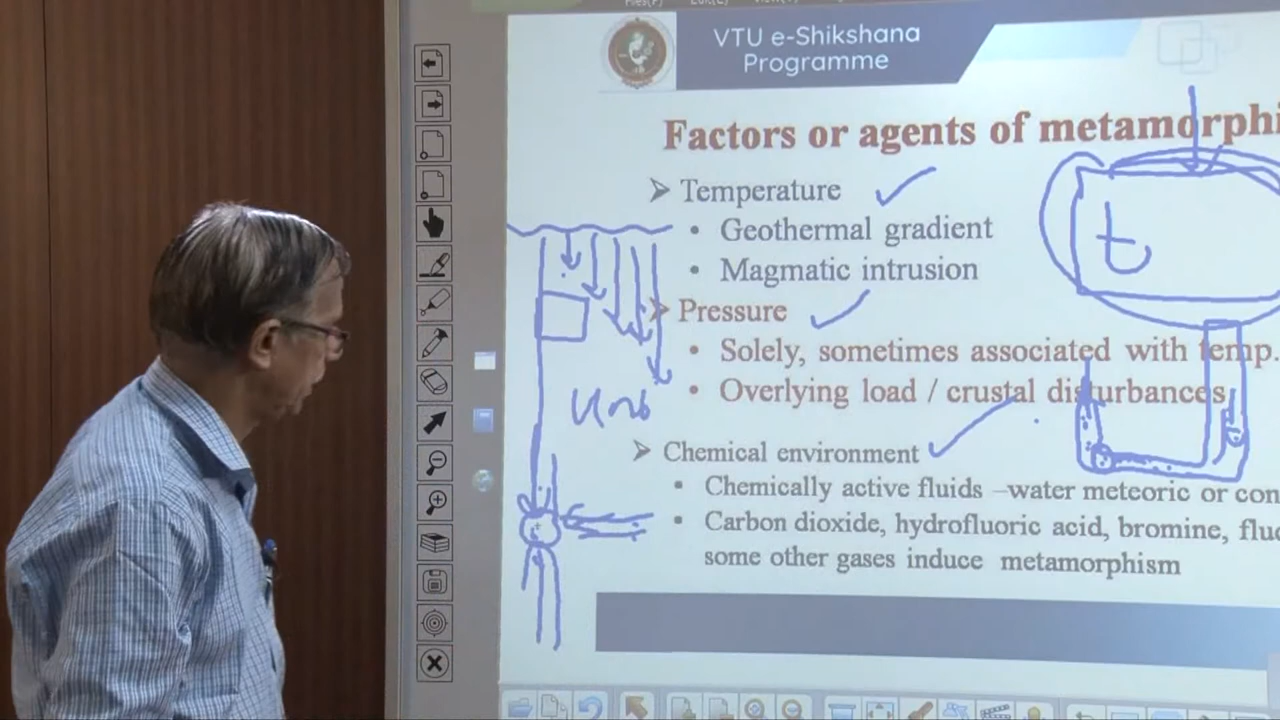 VTU e-Shikshana
Programme
Factors or agents of metamorphi
Temperature
• Geothermal gradient
• Magmatic intrusion
t
Pressure
• Solely, sometimes associated with temp.
• Overlying load / crustal disturbances
Chemical environment
• Chemically active fluids –water meteoric or con
• Carbon dioxide, hydrofluoric acid, bromine, fluo
some other gases induce metamorphism